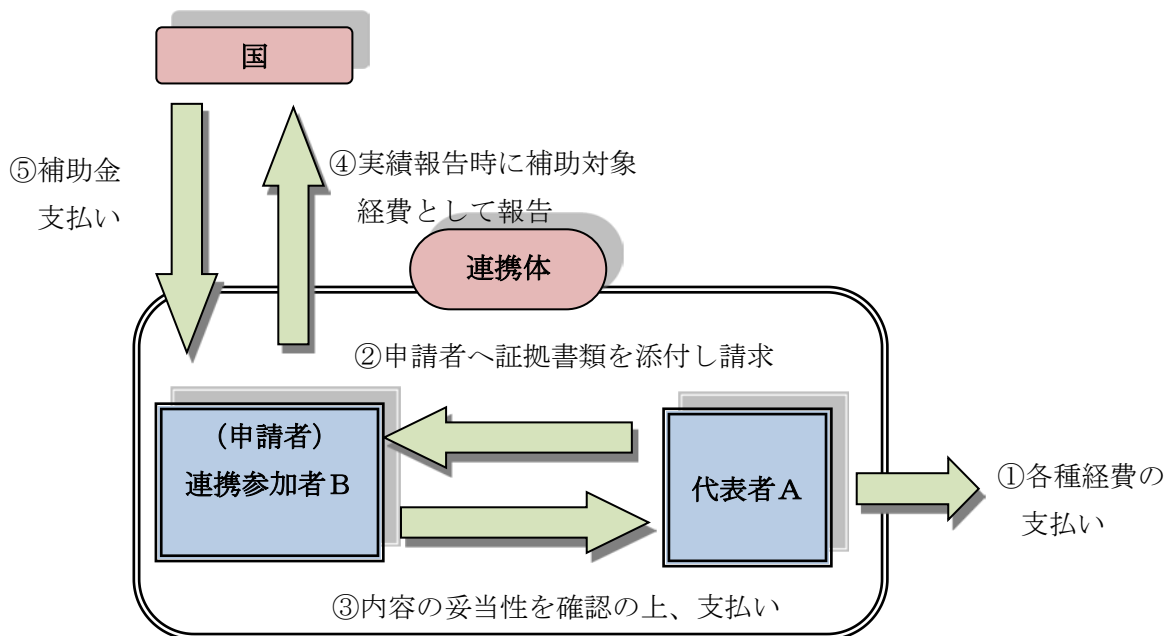 国
⑤補助金
支払い
④実績報告時に補助対象
経費として報告
連携体
②申請者へ証拠書類を添付し請求
（申請者）
連携参加者Ｂ
代表者Ａ
①各種経費の
支払い
③内容の妥当性を確認の上、支払い